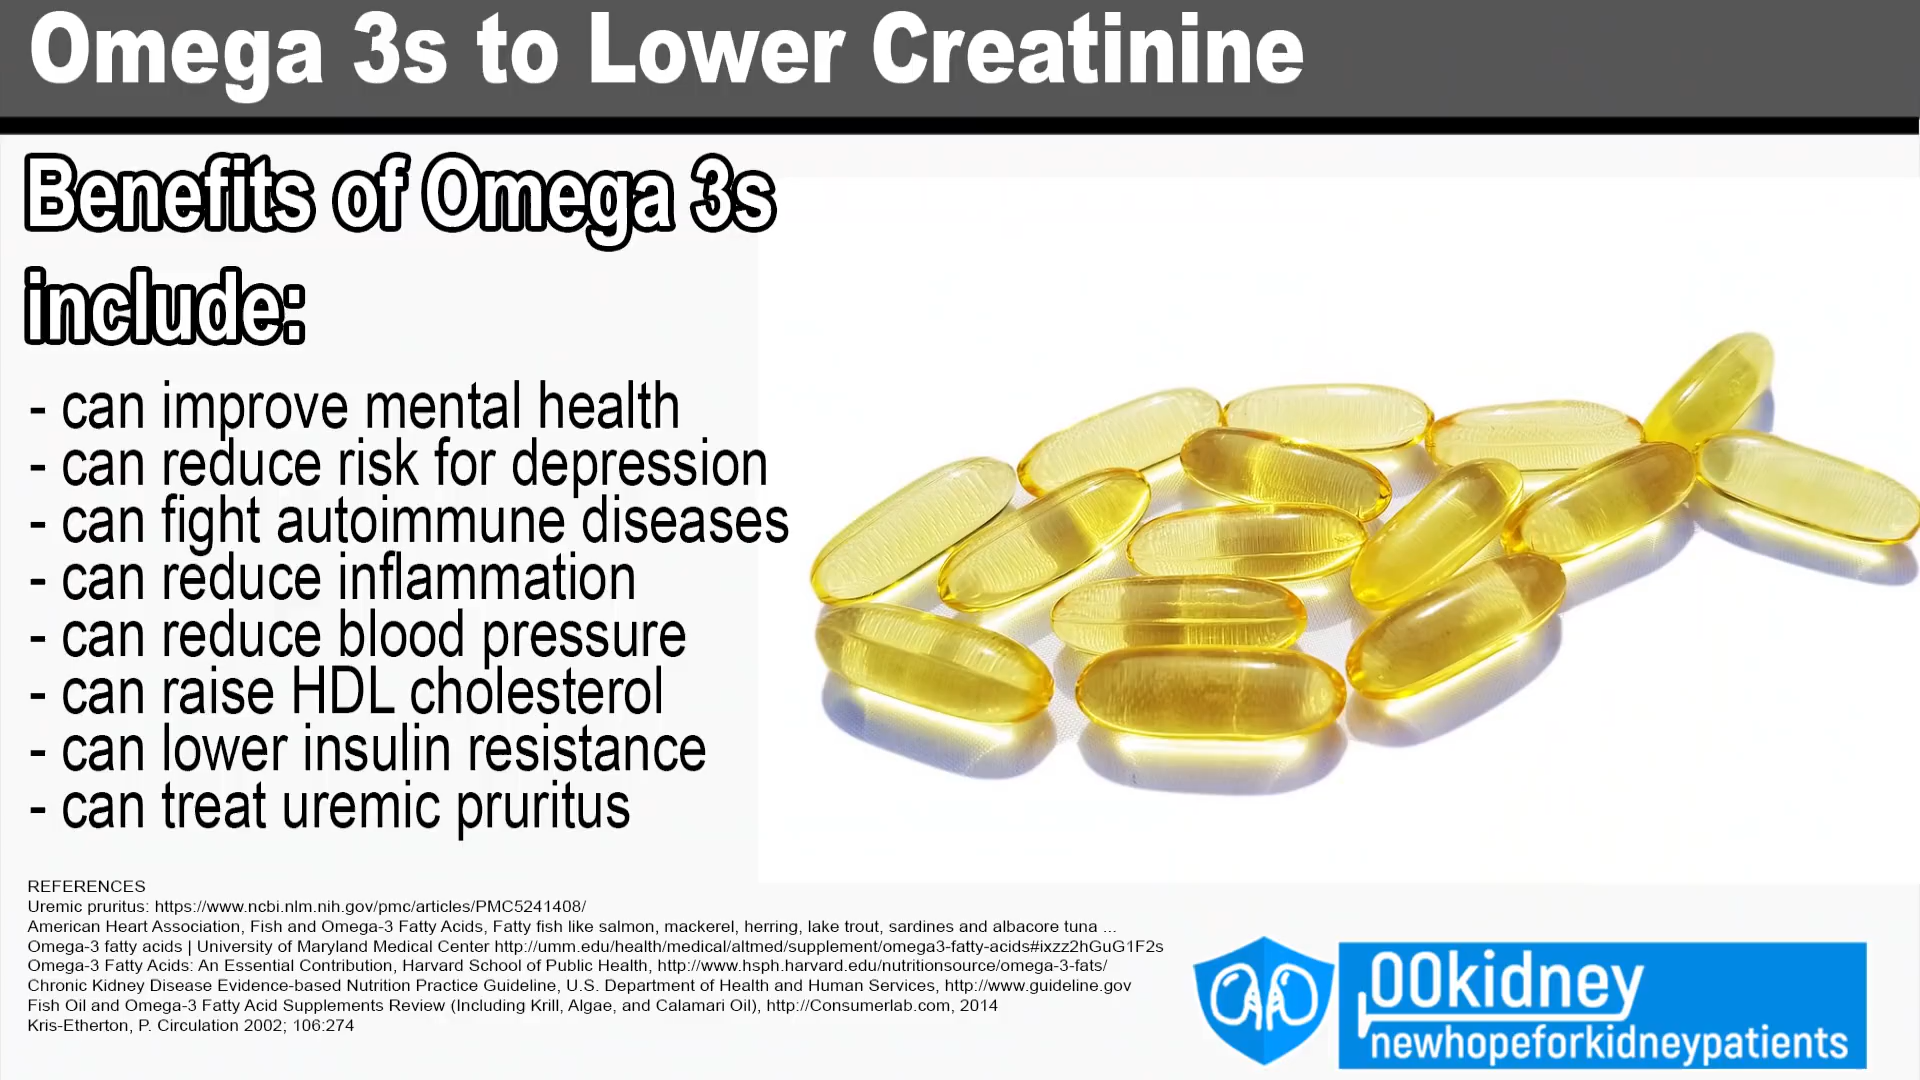 Omega 3s to Lower Creatinine
Benefits of Omega 3s
include:
- can improve mental health
- can reduce risk for depression
- can fight autoimmune diseases
- can reduce inflammation
- can reduce blood pressure
- can raise HDL cholesterol
- can lower insulin resistance
- can treat uremic pruritus
REFERENCES
Uremic pruritus: https://www.ncbi.nlm.nih.gov/pmc/articles/PMC5241408/
American Heart Association, Fish and Omega-3 Fatty Acids, Fatty fish like salmon, mackerel, herring, lake trout, sardines and albacore tuna ...
Omega-3 fatty acids | University of Maryland Medical Center http://umm.edu/health/medical/altmed/supplement/omega3-fatty-acids#ixzz2hGuG1F2s
Omega-3 Fatty Acids: An Essential Contribution, Harvard School of Public Health, http://www.hsph.harvard.edu/nutritionsource/omega-3-fats/
Chronic Kidney Disease Evidence-based Nutrition Practice Guideline, U.S. Department of Health and Human Services, http://www.guideline.gov
Fish Oil and Omega-3 Fatty Acid Supplements Review (Including Krill, Algae, and Calamari Oil), http://Consumerlab.com, 2014
Kris-Etherton, P. Circulation 2002; 106:274
00kidney
newhopeforkidneypatients